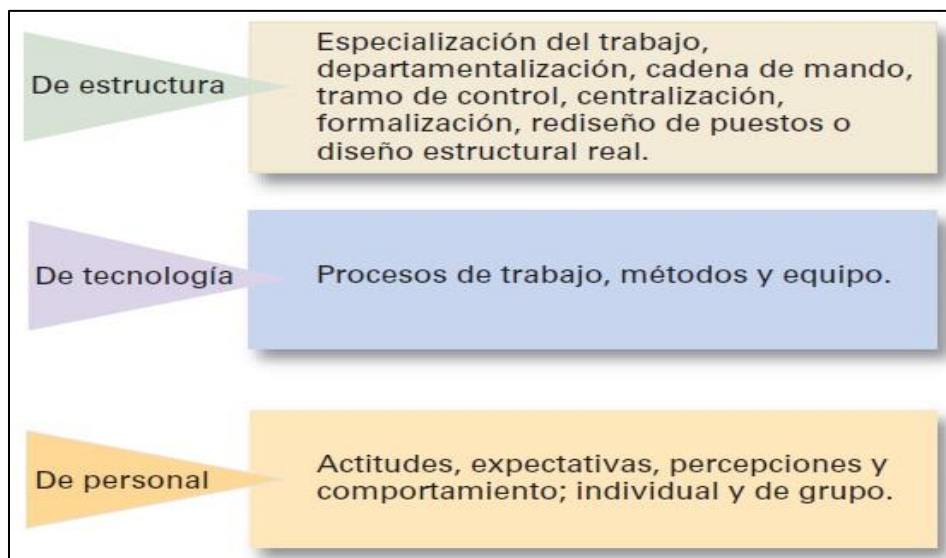 De estructura
Especialización del trabajo,
departamentalización, cadena de mando,
tramo de control, centralización,
formalización, rediseño de puestos o
diseño estructural real.
De tecnología
Procesos de trabajo, métodos y equipo.
De personal
Actitudes, expectativas, percepciones y
comportamiento; individual y de grupo.